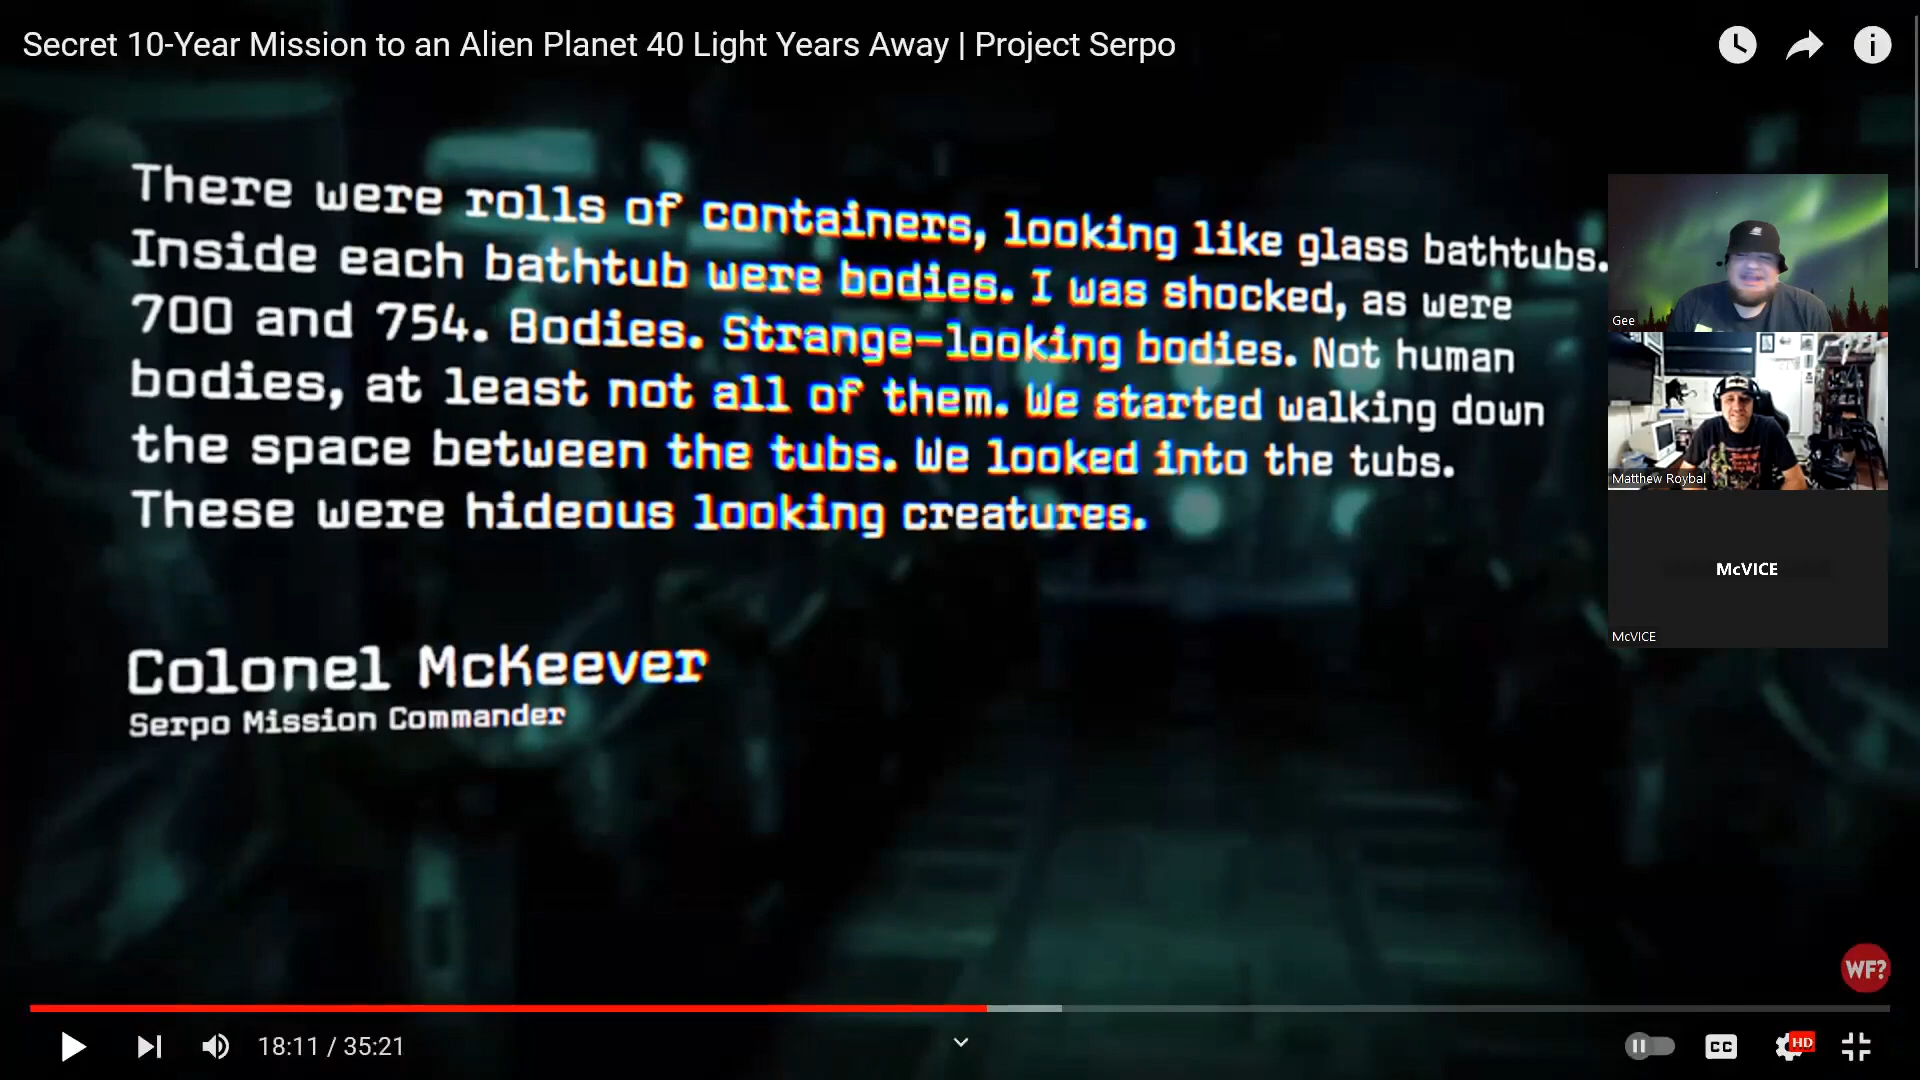 Secret 10-Year Mission to an Alien Planet 40 Light Years Away | Project Serpo
There were rolls of containers, looking like glass bathtubs.
Inside each bathtub were bodies. I was shocked, as were
700 and 754. Bodies. Strange-looking bodies. Not human
bodies, at least not all of them. We started walking down
the space between the tubs. We looked into the tubs.
These were hideous looking creatures.
Colonel McKeever
Serpo Mission Commander
Gee
Matthew Roybal
McVICE
McVICE
WF?
18:11 / 35:21
CC
HD